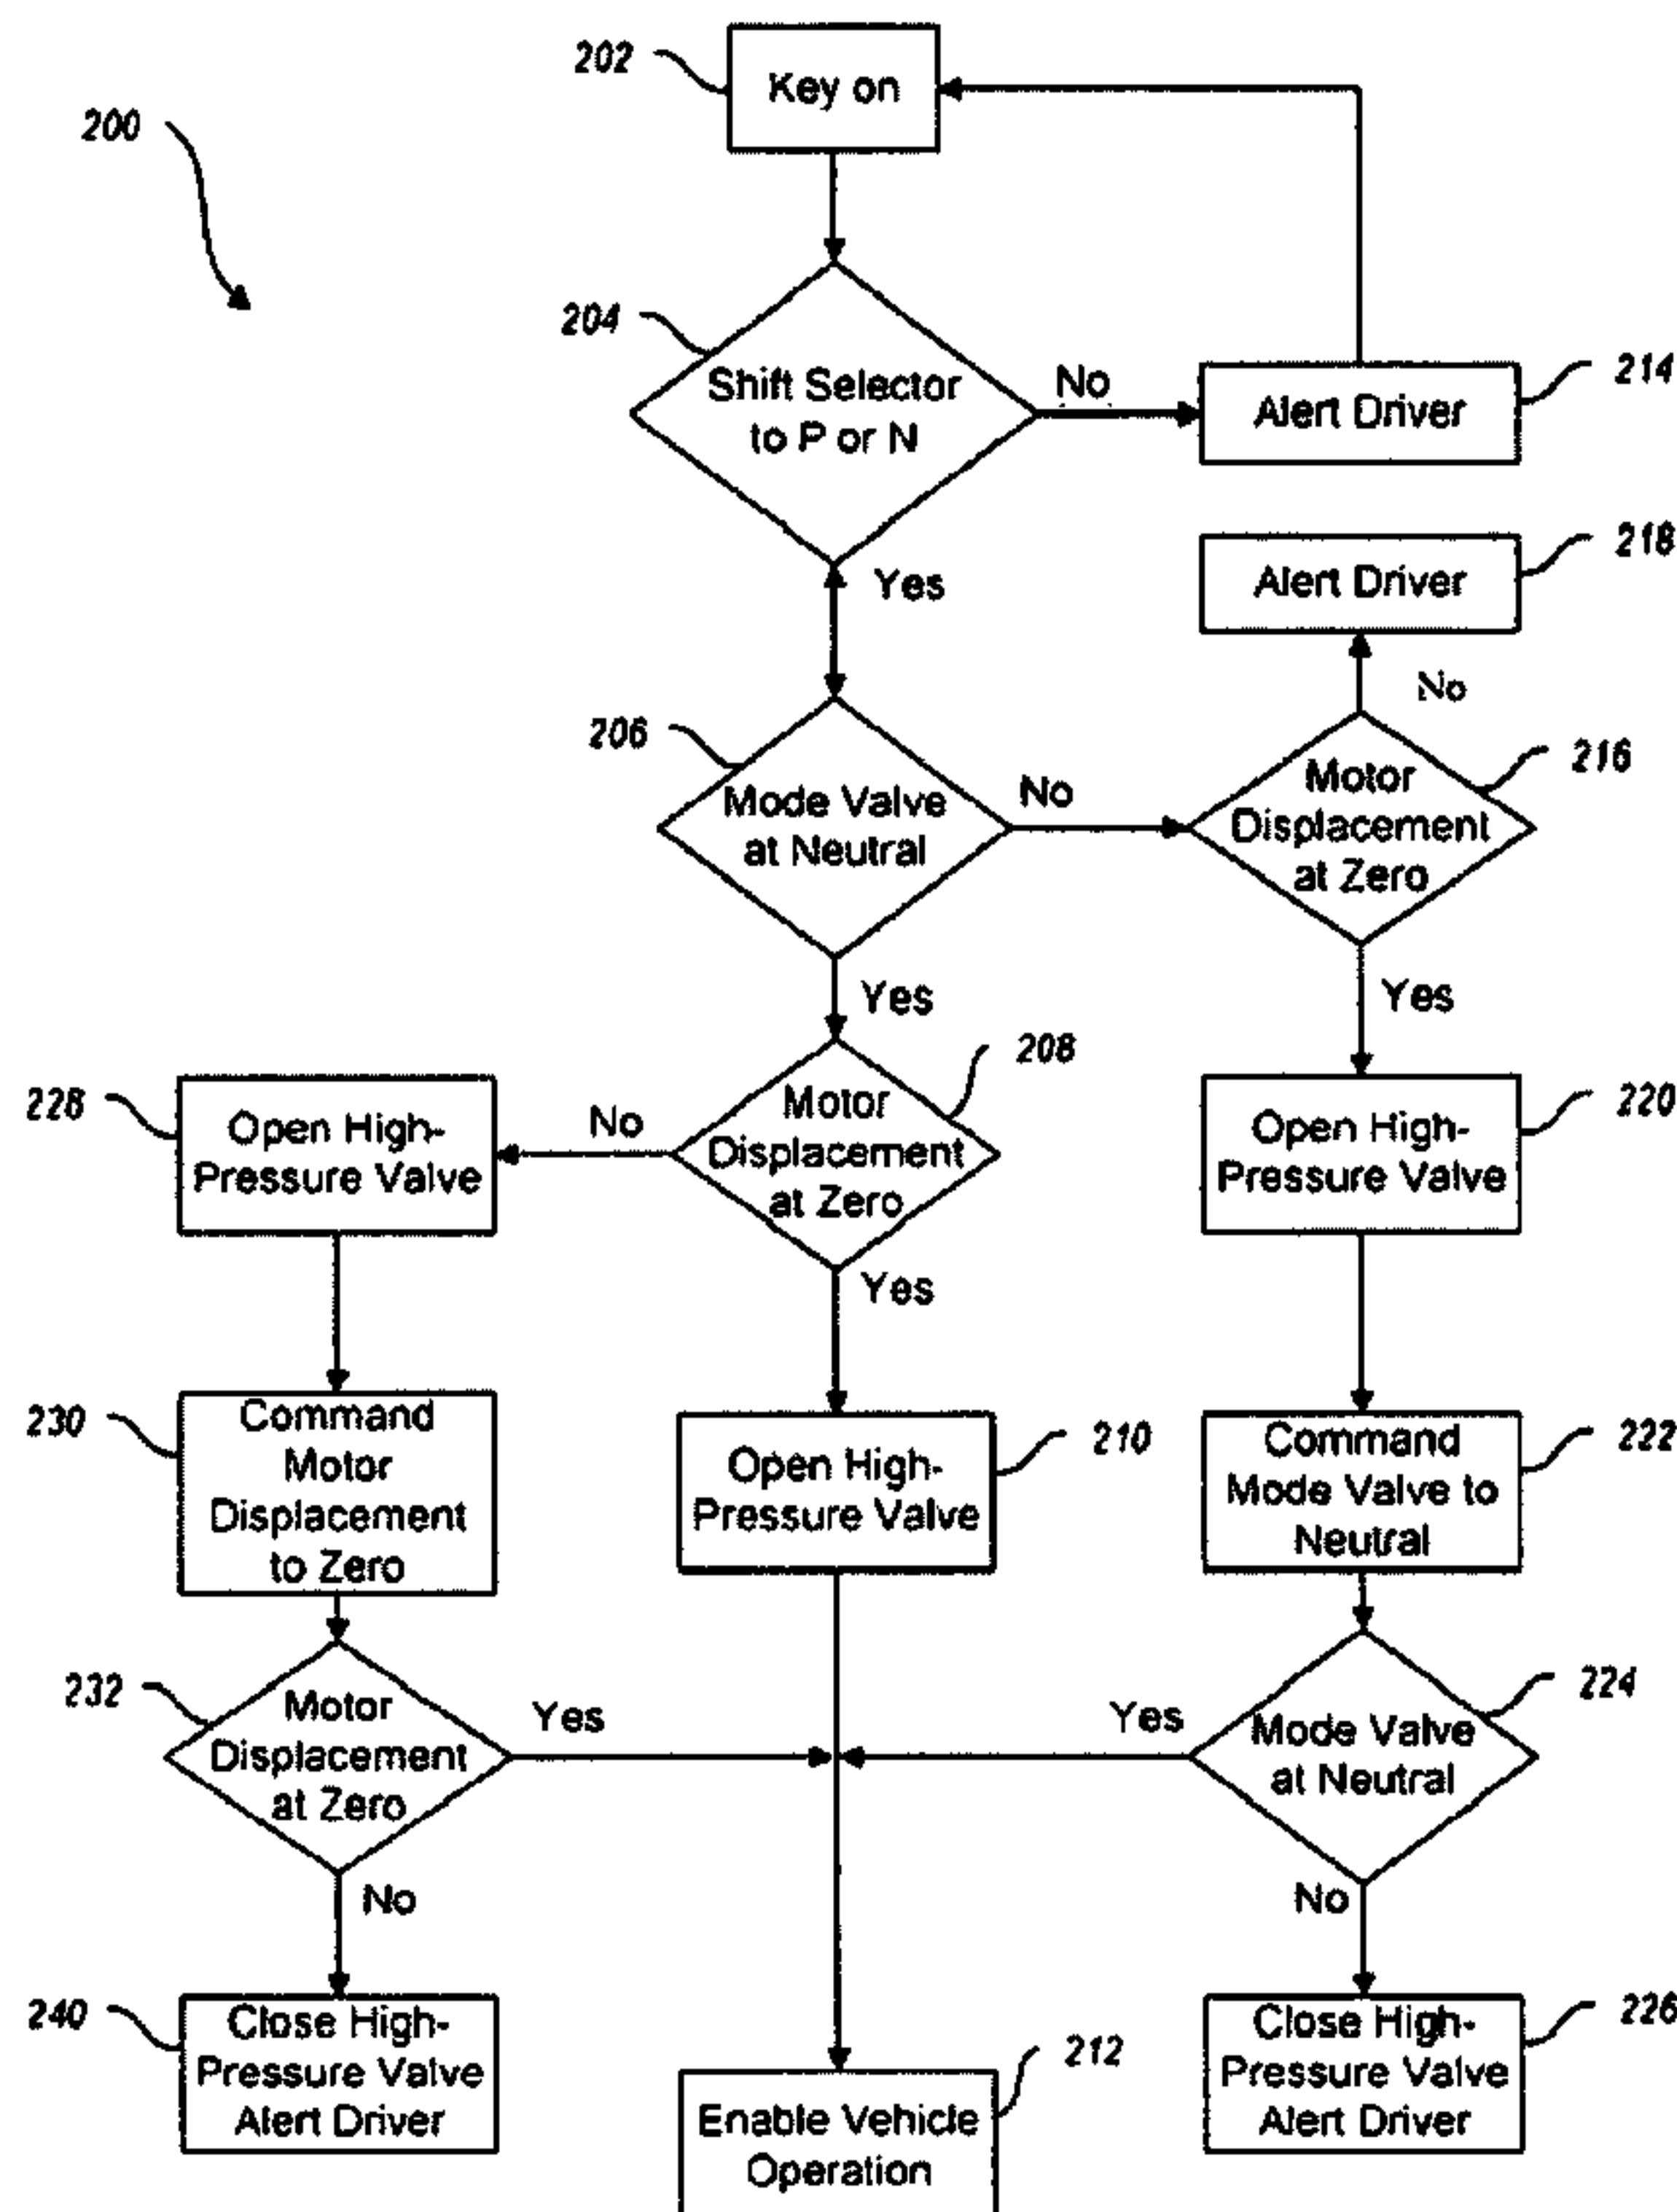 202
Key on
200
204
Shift Selector
to P or N
No
Alert Driver
214
Yes
Alert Driver
218
No
206
Mode Valve
at Neutral
No
Motor
Displacement
at Zero
216
Yes
Yes
208
Motor
Displacement
at Zero
No
228
Open High-
Pressure Valve
Open High-
Pressure Valve
220
Yes
230
Command
Motor
Displacement
to Zero
Open High-
Pressure Valve
210
Command
Mode Valve to
Neutral
222
232
Motor
Displacement
at Zero
Yes
Yes
Mode Valve
at Neutral
224
No
No
240
Close High-
Pressure Valve
Alert Driver
Enable Vehicle
Operation
212
Close High-
Pressure Valve
Alert Driver
226